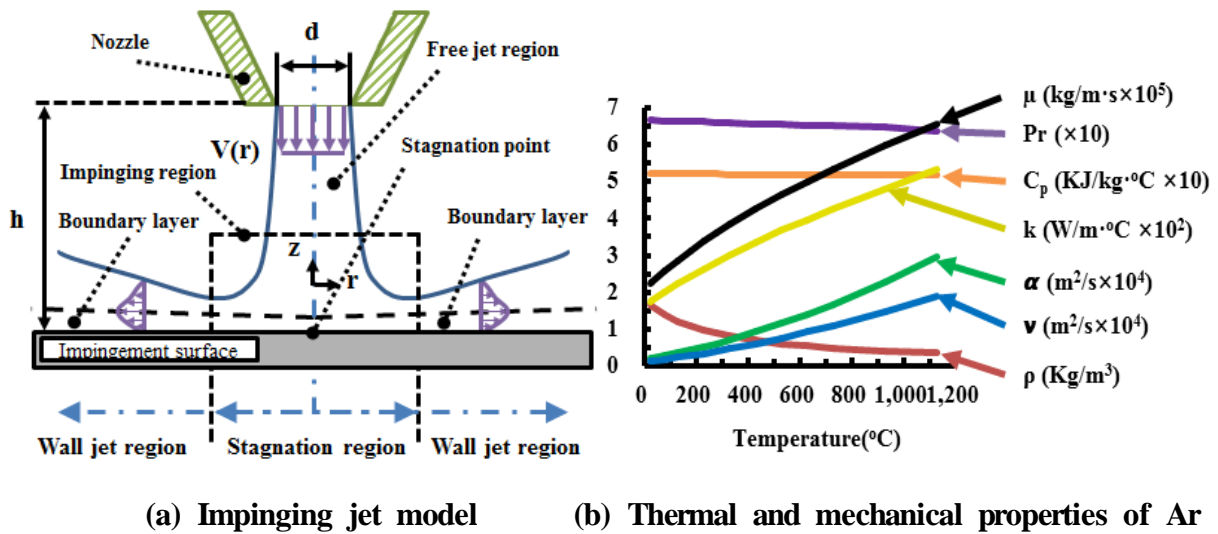 Nozzle
d
Free jet region
V(r)
Stagnation point
Impinging region
Boundary layer
Boundary layer
h
z
r
Impingement surface
Wall jet region
Stagnation region
Wall jet region
(a) Impinging jet model
7
6
5
4
3
2
1
0
0 200 400 600 800 1,000 1,200
Temperature(°C)
μ (kg/m·s×10⁵)
Pr (×10)
Cₚ (KJ/kg·°C ×10)
k (W/m·°C ×10²)
α (m²/s×10⁴)
ν (m²/s×10⁴)
ρ (Kg/m³)
(b) Thermal and mechanical properties of Ar